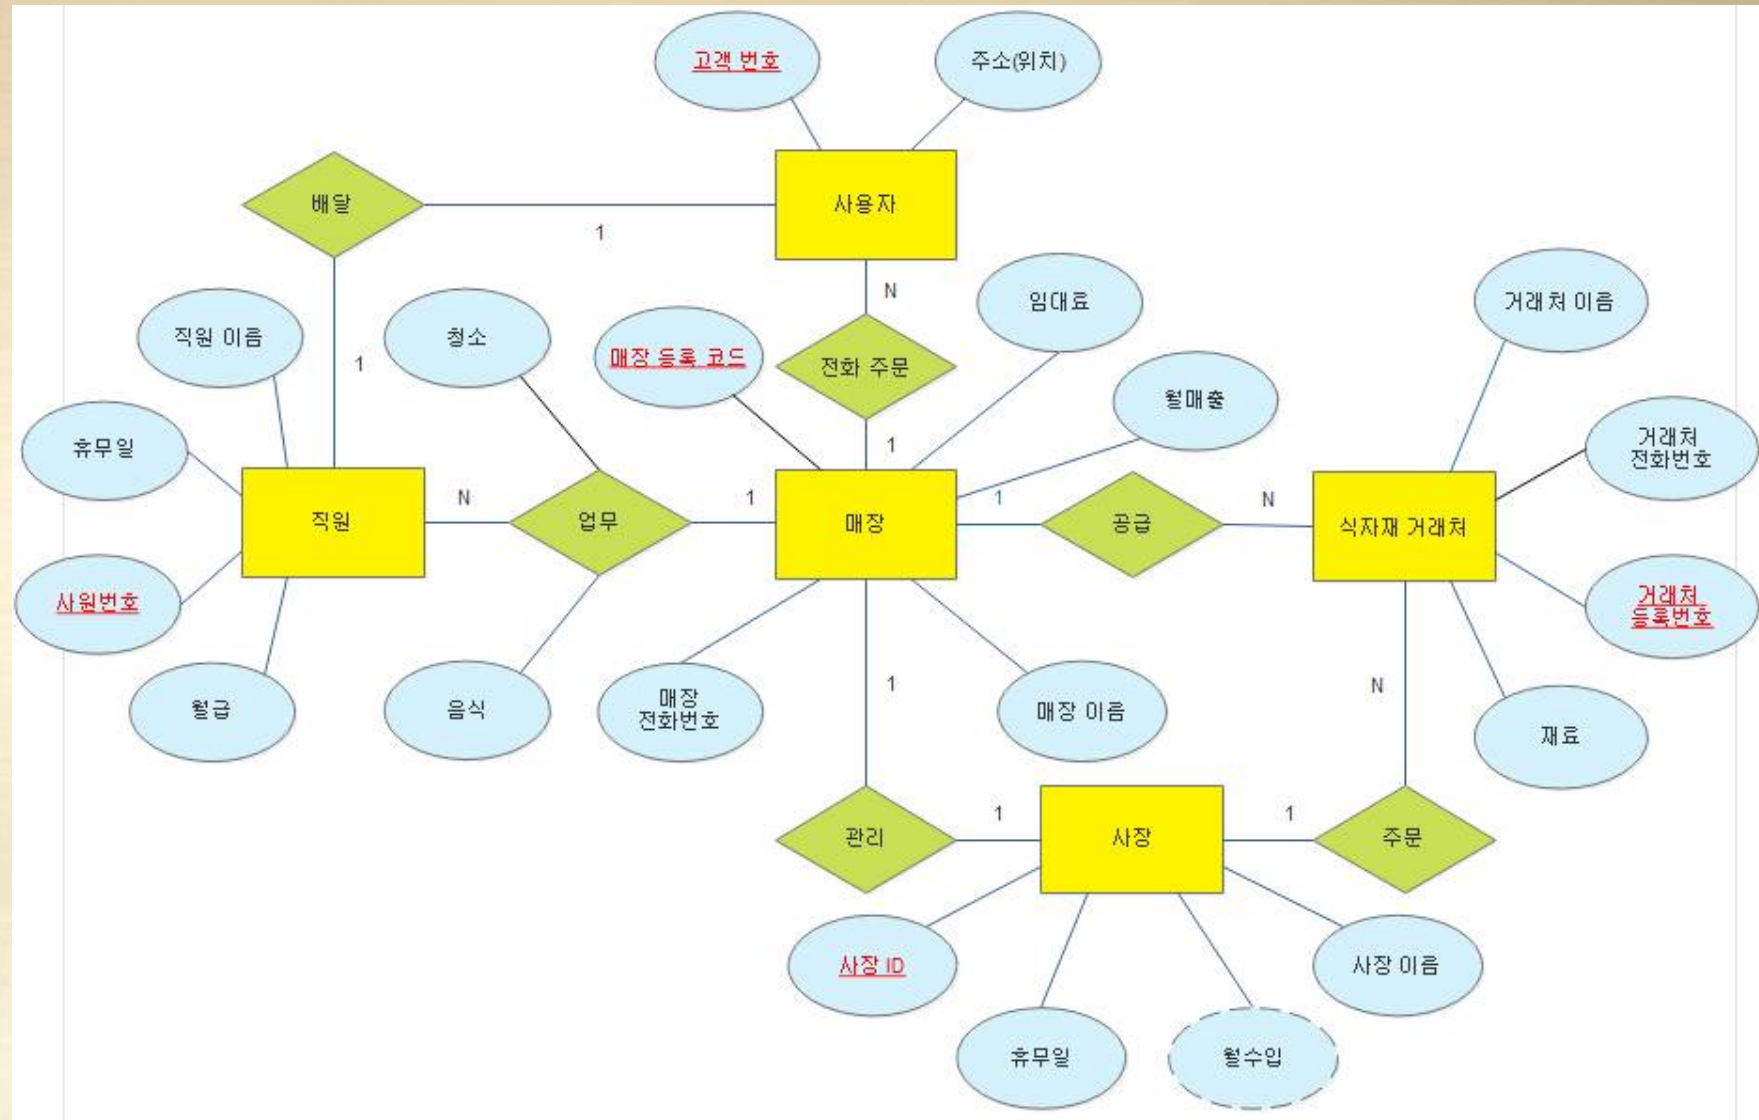 고객 번호
주소(위치)
배달
사용자
1
N
직원 이름
청소
매장 등록 코드
전화 주문
임대료
거래처 이름
1
휴무일
월매출
거래처
전화번호
1
직원
N
업무
1
매장
1
공급
N
식자재 거래처
사원번호
거래처
등록번호
월급
음식
매장
전화번호
1
매장 이름
N
재료
관리
1
사장
1
주문
사장 ID
사장 이름
휴무일
월수입